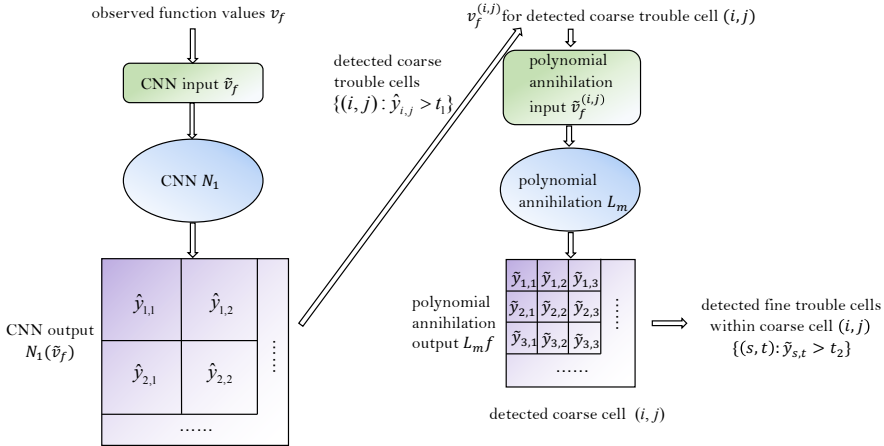 observed function values v_f
CNN input ṽ_f
CNN N₁
CNN output
N₁(ṽ_f)
ŷ_{1,1} ŷ_{1,2}
ŷ_{2,1} ŷ_{2,2}
……
……
detected coarse
trouble cells
{(i, j) : ŷ_{i,j} > t₁}
v_f^{(i,j)} for detected coarse trouble cell (i, j)
polynomial
annihilation
input ṽ_f^{(i,j)}
polynomial
annihilation L_m
polynomial
annihilation
output L_m f
ỹ_{1,1} ỹ_{1,2} ỹ_{1,3}
ỹ_{2,1} ỹ_{2,2} ỹ_{2,3}
ỹ_{3,1} ỹ_{3,2} ỹ_{3,3}
……
……
detected coarse cell (i, j)
detected fine trouble cells
within coarse cell (i, j)
{(s, t): ỹ_{s,t} > t₂}